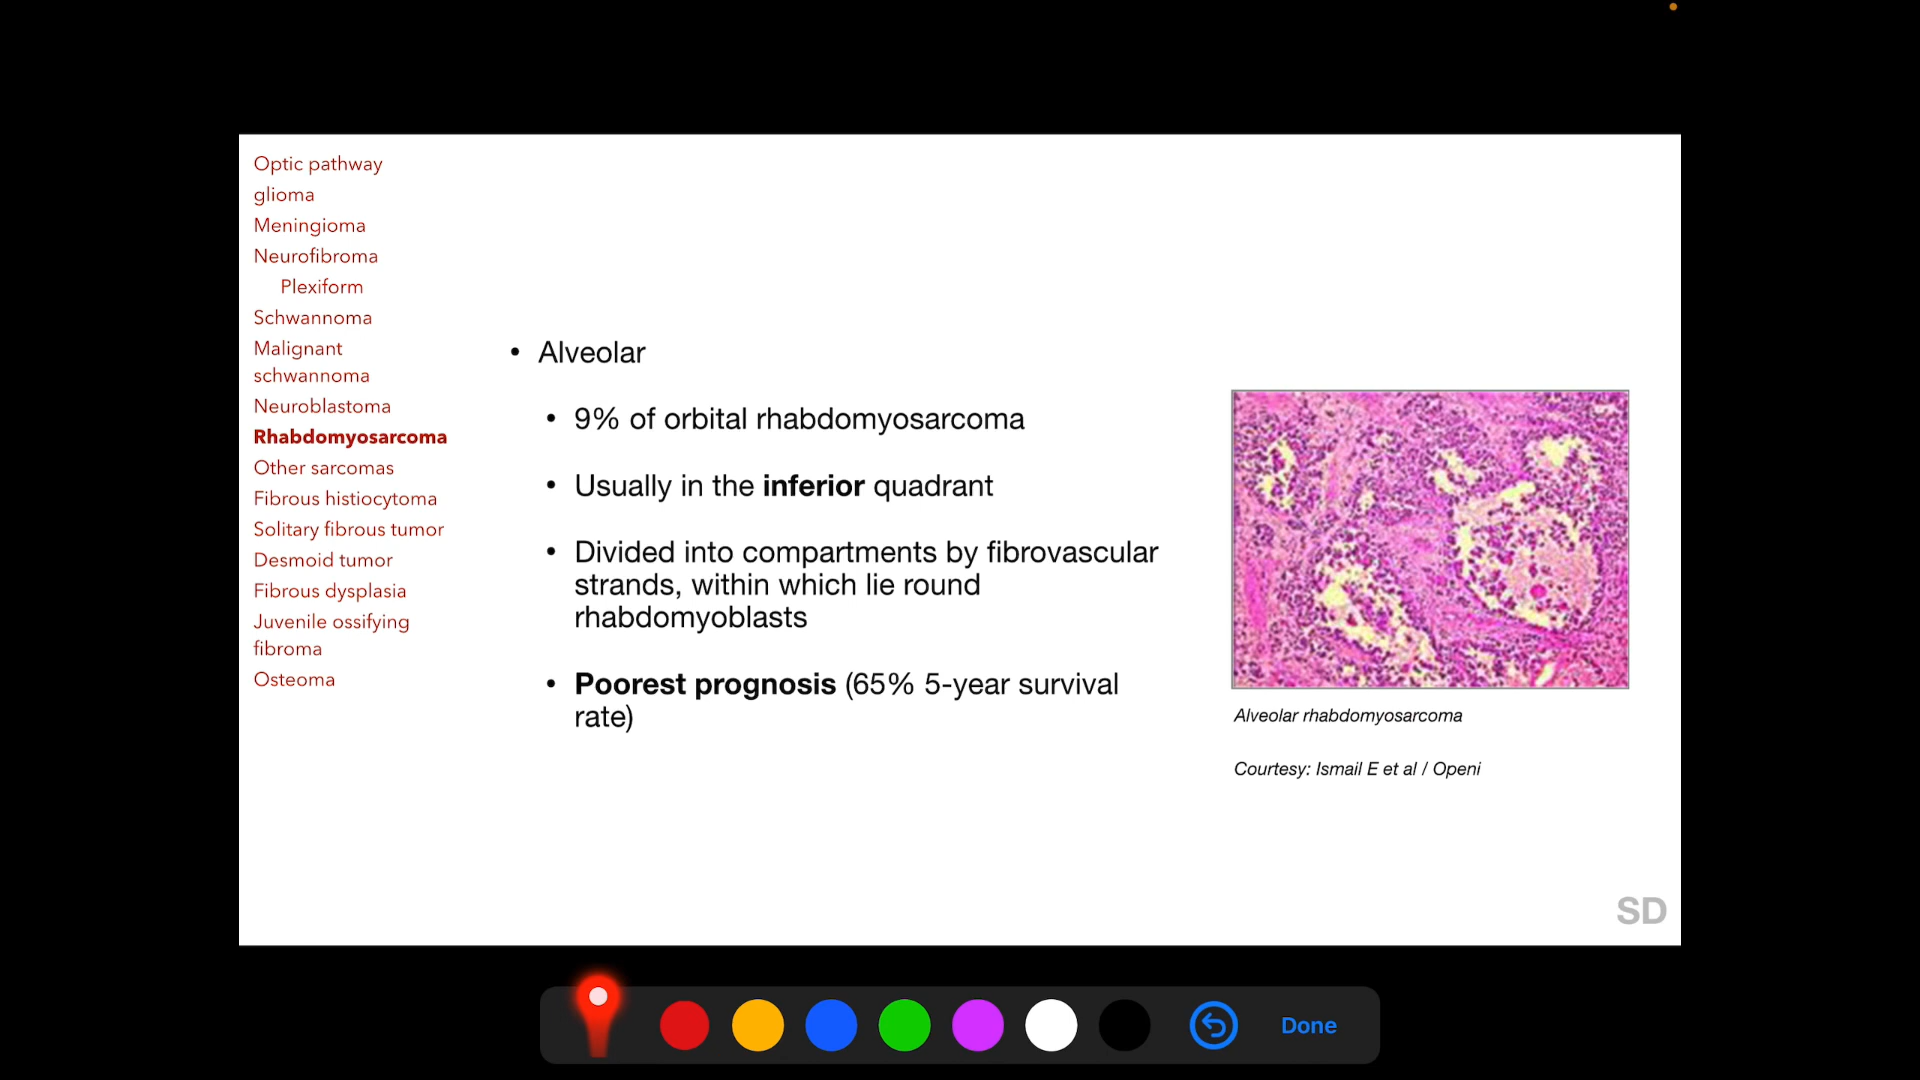 Optic pathway
glioma
Meningioma
Neurofibroma
Plexiform
Schwannoma
Malignant
schwannoma
Neuroblastoma
Rhabdomyosarcoma
Other sarcomas
Fibrous histiocytoma
Solitary fibrous tumor
Desmoid tumor
Fibrous dysplasia
Juvenile ossifying
fibroma
Osteoma
• Alveolar
• 9% of orbital rhabdomyosarcoma
• Usually in the inferior quadrant
• Divided into compartments by fibrovascular
strands, within which lie round
rhabdomyoblasts
• Poorest prognosis (65% 5-year survival
rate)
Alveolar rhabdomyosarcoma
Courtesy: Ismail E et al / Openi
SD
Done